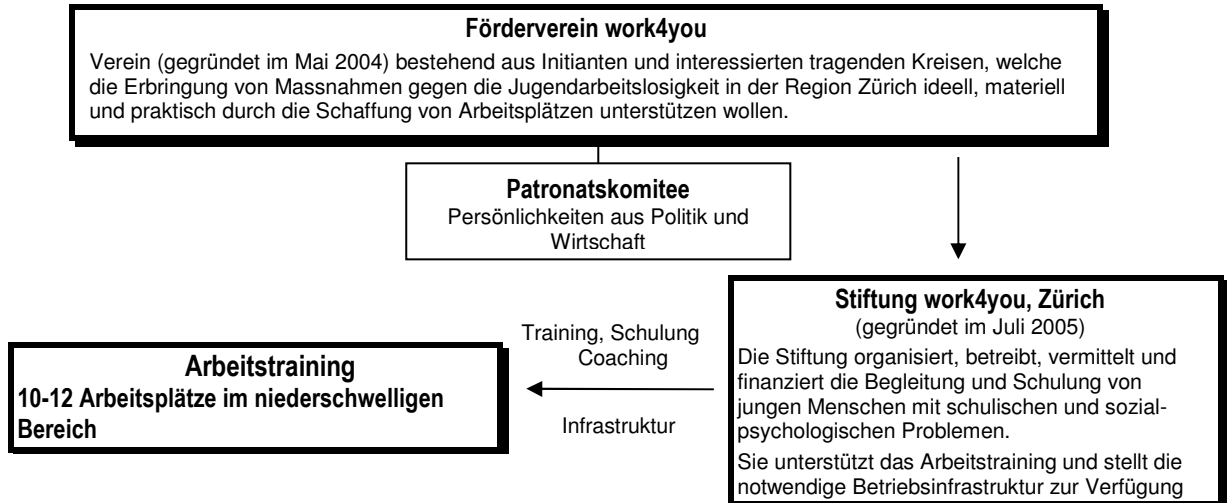 Förderverein work4you
Verein (gegründet im Mai 2004) bestehend aus Initianten und interessierten tragenden Kreisen, welche
die Erbringung von Massnahmen gegen die Jugendarbeitslosigkeit in der Region Zürich ideell, materiell
und praktisch durch die Schaffung von Arbeitsplätzen unterstützen wollen.
Patronatskomitee
Persönlichkeiten aus Politik und
Wirtschaft
Stiftung work4you, Zürich
(gegründet im Juli 2005)
Die Stiftung organisiert, betreibt, vermittelt und
finanziert die Begleitung und Schulung von
jungen Menschen mit schulischen und sozial-
psychologischen Problemen.
Sie unterstützt das Arbeitstraining und stellt die
notwendige Betriebsinfrastruktur zur Verfügung
Training, Schulung
Coaching
Infrastruktur
Arbeitstraining
10-12 Arbeitsplätze im niederschwelligen
Bereich